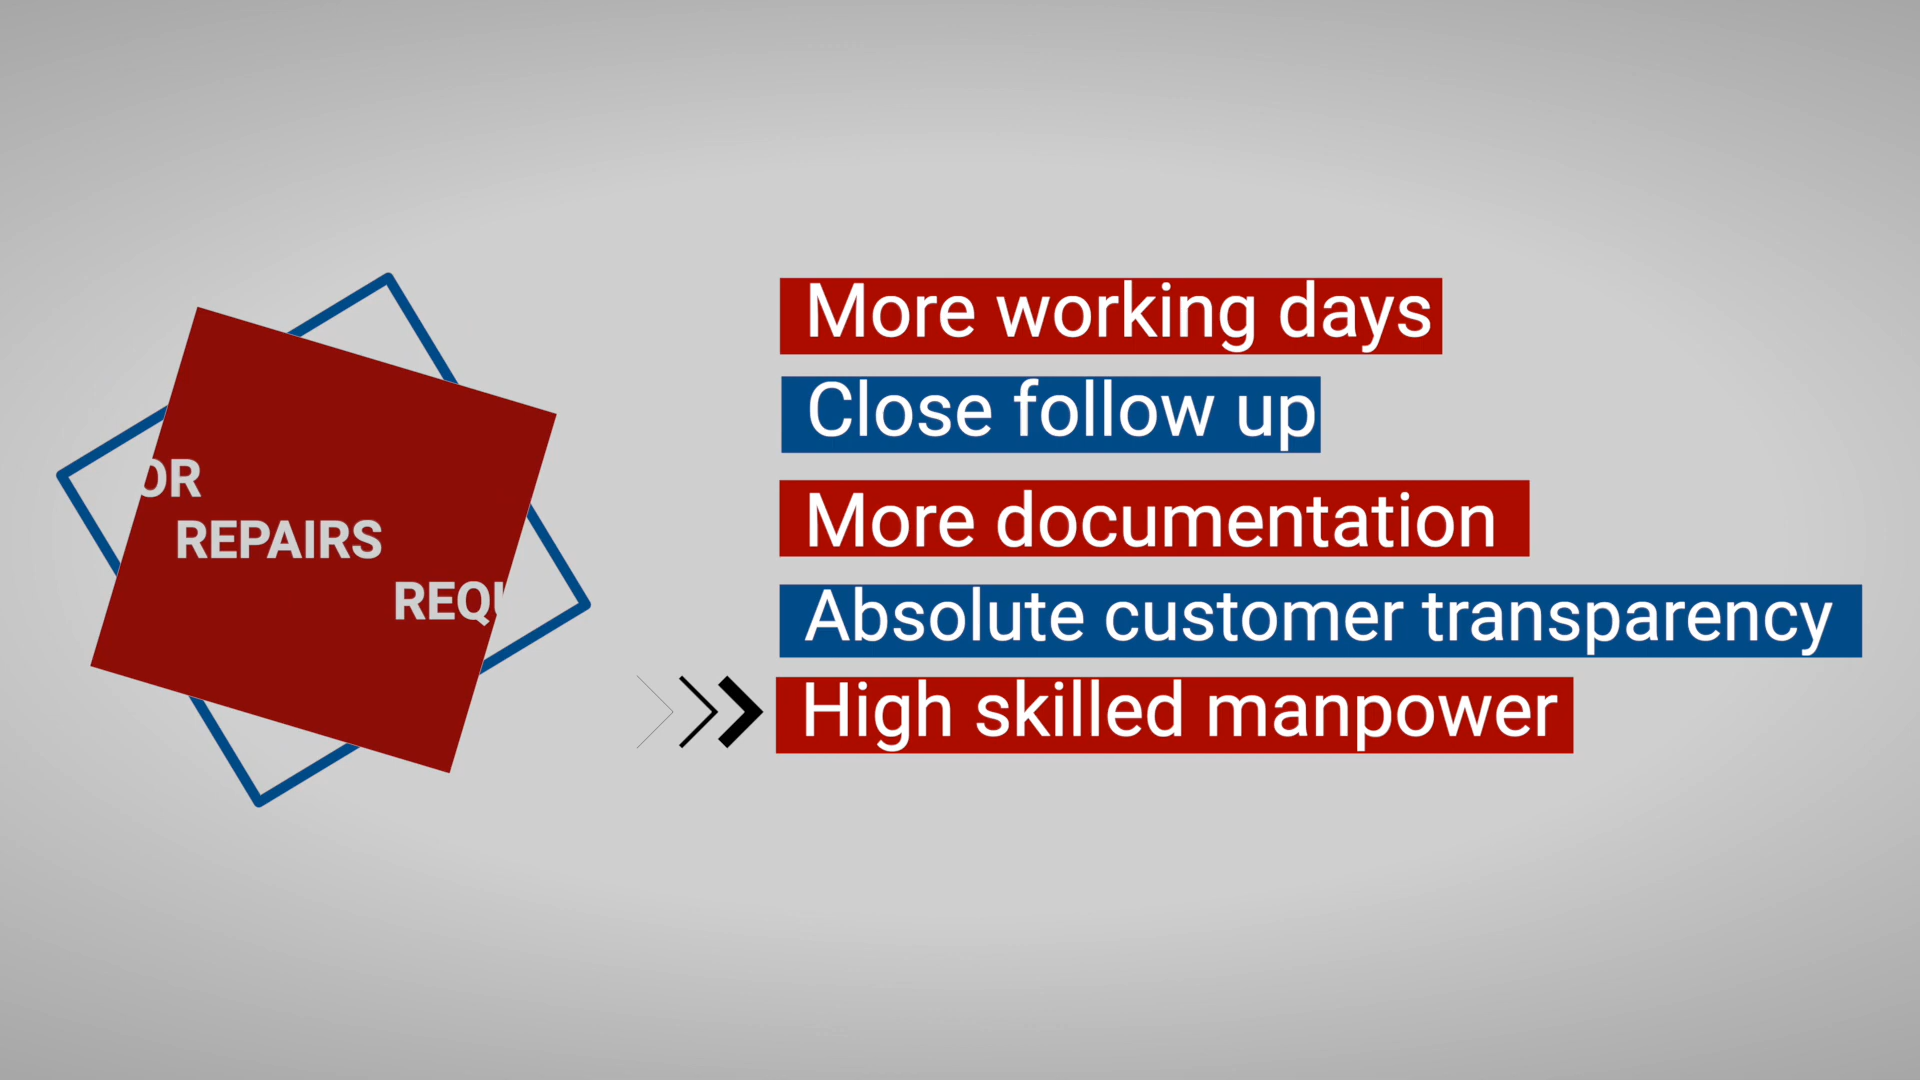 OR
REPAIRS
REQ
More working days
Close follow up
More documentation
Absolute customer transparency
High skilled manpower